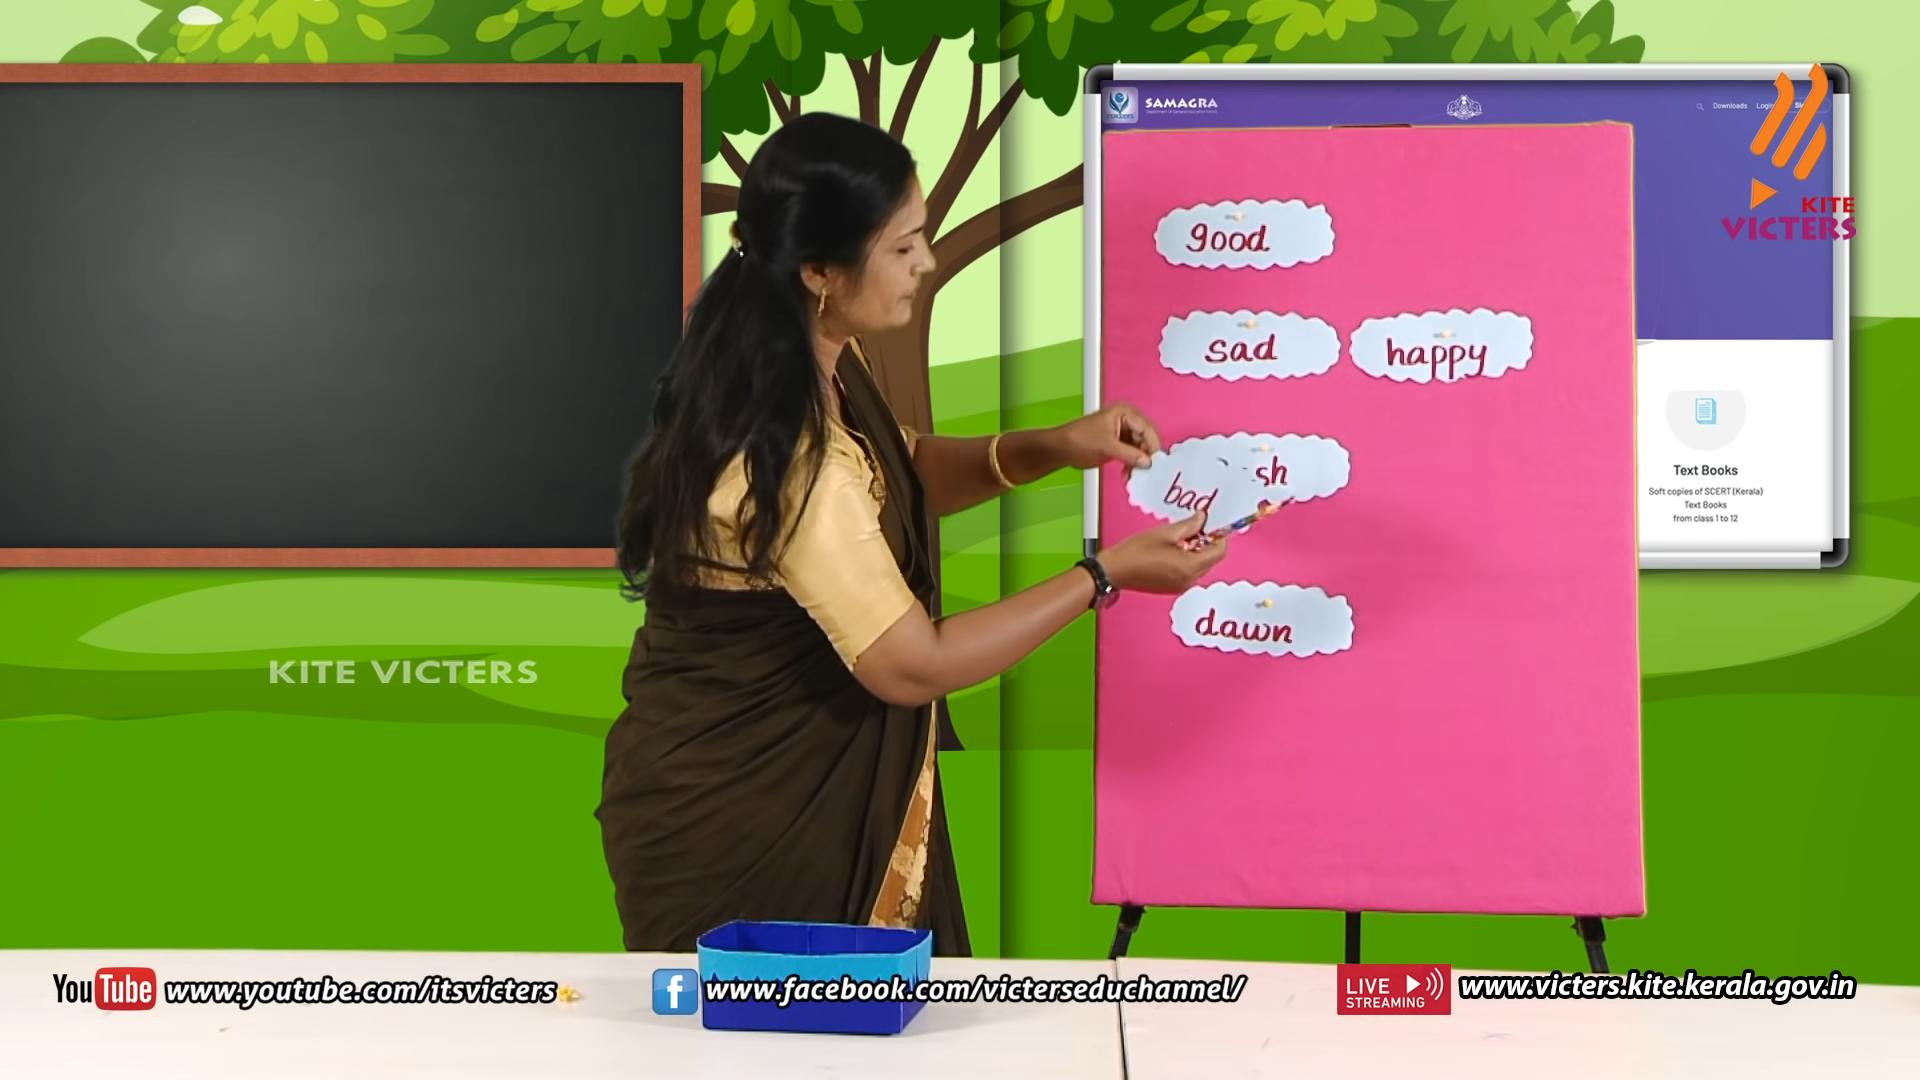 SAMAGRA
Downloads
KITE
VICTERS
good
sad
happy
bad
sh
dawn
Text Books
Soft copies of SCERT (Kerala)
Text Books
from class 1 to 12
KITE VICTERS
YouTube www.youtube.com/itsvicters
f www.facebook.com/victerseduchannel/
LIVE STREAMING www.victers.kite.kerala.gov.in